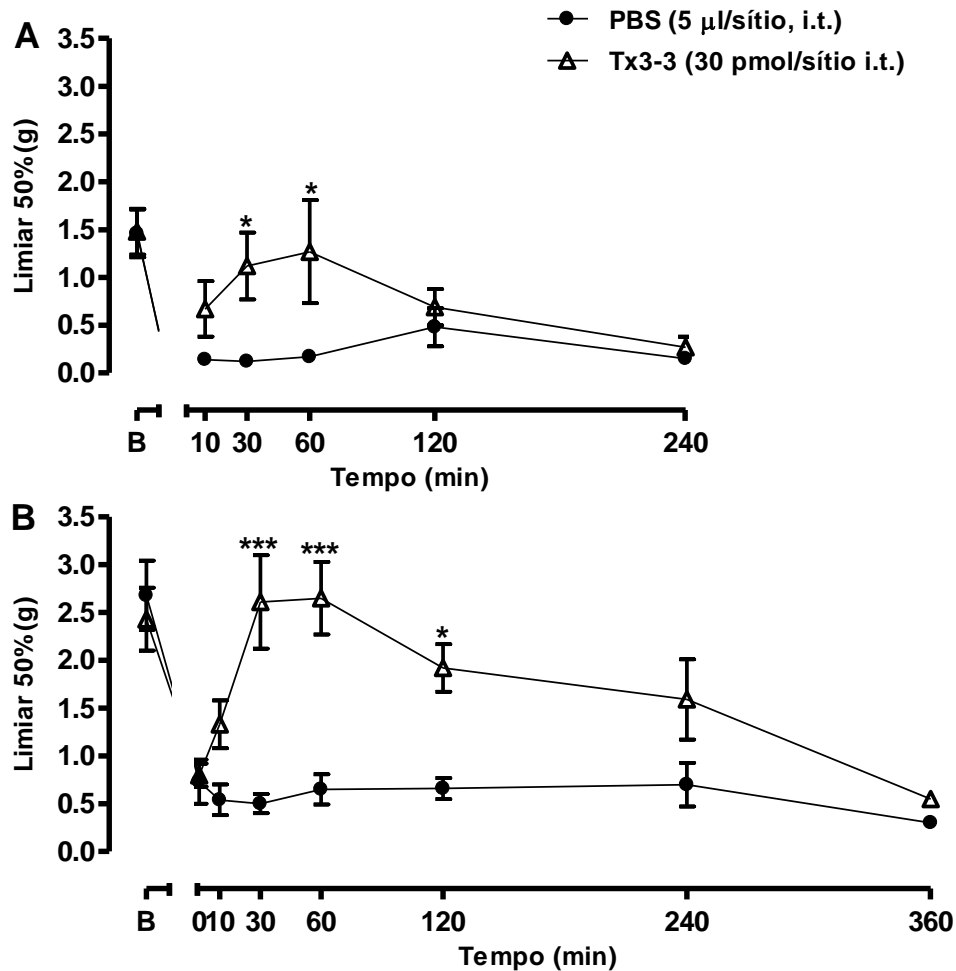 PBS (5 μl/sítio, i.t.)
Tx3-3 (30 pmol/sítio i.t.)
A
3.5
3.0
2.5
2.0
1.5
1.0
0.5
0.0
Limiar 50%(g)
*
*
B 10 30 60 120 240
Tempo (min)
B
3.5
3.0
2.5
2.0
1.5
1.0
0.5
0.0
Limiar 50%(g)
***
***
*
B 0 10 30 60 120 240 360
Tempo (min)